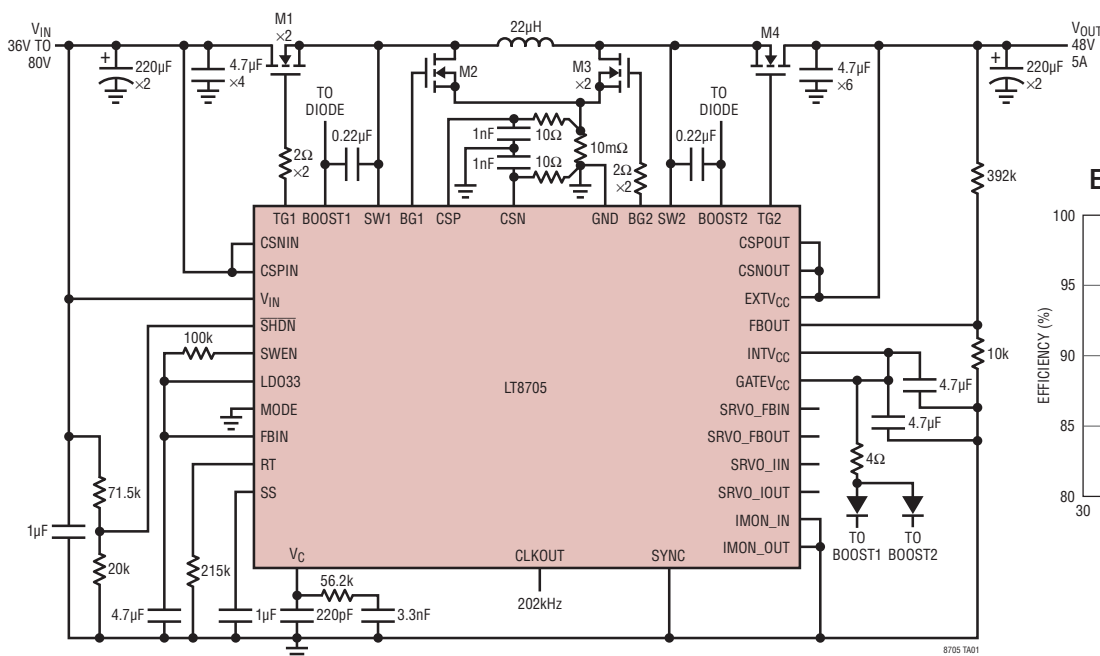 M1
×2
22µH
M4
VIN
36V TO
80V
VOUT
48V
5A
+
220µF
×2
4.7µF
×4
M2
M3
×2
4.7µF
×6
+
220µF
×2
TO
DIODE
TO
DIODE
2Ω
×2
0.22µF
1nF
10Ω
1nF
10Ω
10mΩ
2Ω
×2
0.22µF
392k
TG1 BOOST1 SW1 BG1 CSP CSN GND BG2 SW2 BOOST2 TG2
CSNIN
CSPIN
VIN
SHDN
100k
SWEN
LDO33
MODE
FBIN
RT
SS
LT8705
CSPOUT
CSNOUT
EXTVCC
FBOUT
INTVCC
GATEVCC
SRVO_FBIN
SRVO_FBOUT
SRVO_IIN
SRVO_IOUT
IMON_IN
IMON_OUT
10k
4.7µF
4.7µF
4Ω
TO
BOOST1
TO
BOOST2
71.5k
1µF
20k
215k
4.7µF
1µF
VC
56.2k
220pF
3.3nF
CLKOUT
202kHz
SYNC
8705 TA01
E
100
95
90
85
80
30
EFFICIENCY (%)